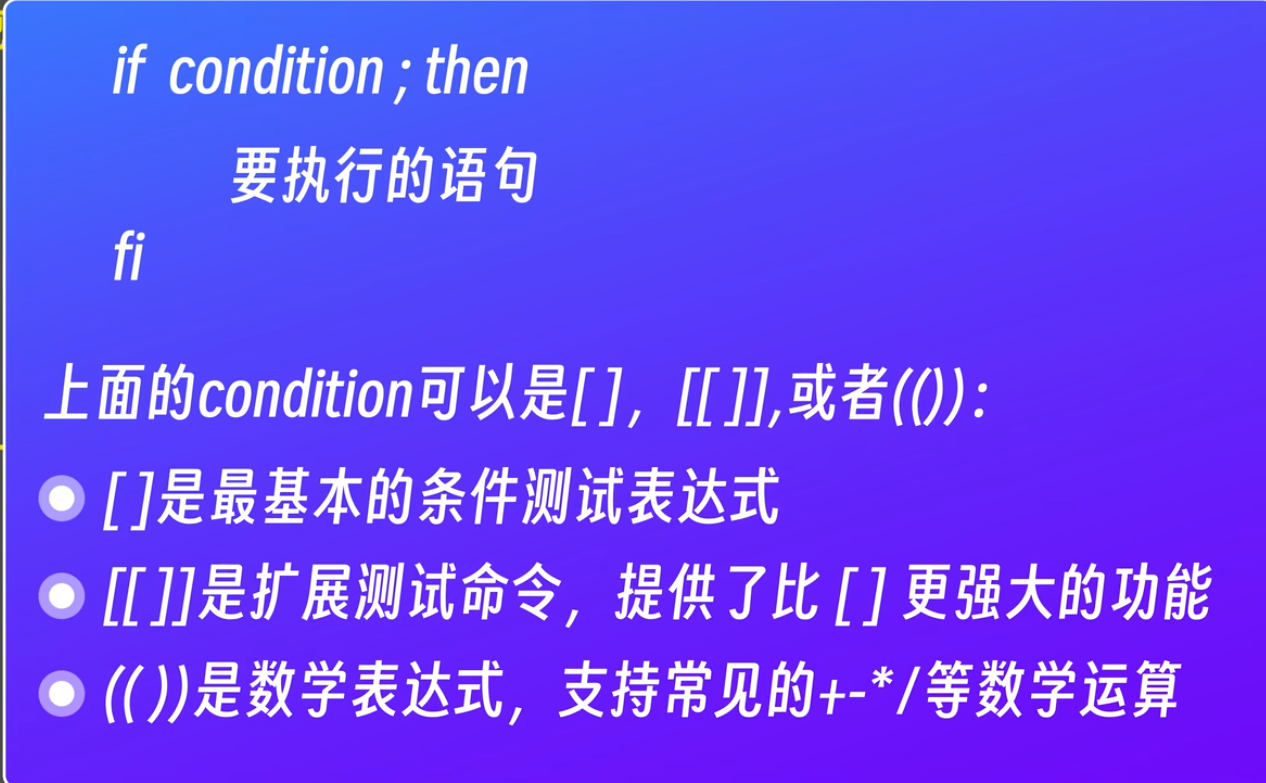 if condition ; then
要执行的语句
fi
上面的condition可以是[ ]，[[ ]],或者(())：
[ ]是最基本的条件测试表达式
[[ ]]是扩展测试命令，提供了比 [ ] 更强大的功能
(( ))是数学表达式，支持常见的+-*/等数学运算